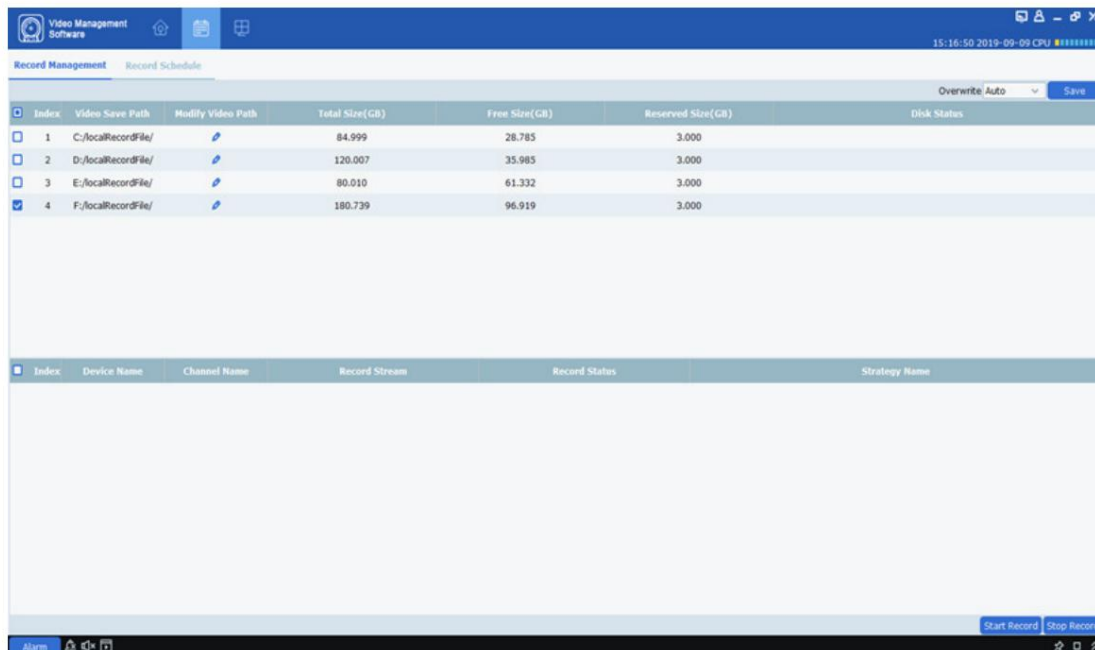 Video Management
Software
15:16:50 2019-09-09 CPU
Record Management Record Schedule
Overwrite Auto Save
Index Video Save Path Modify Video Path Total Size(GB) Free Size(GB) Reserved Size(GB) Disk Status
1 C:/localRecordFile/ 84.999 28.785 3.000
2 D:/localRecordFile/ 120.007 35.985 3.000
3 E:/localRecordFile/ 80.010 61.332 3.000
4 F:/localRecordFile/ 180.739 96.919 3.000
Index Device Name Channel Name Record Stream Record Status Strategy Name
Start Record Stop Recor
Alarm